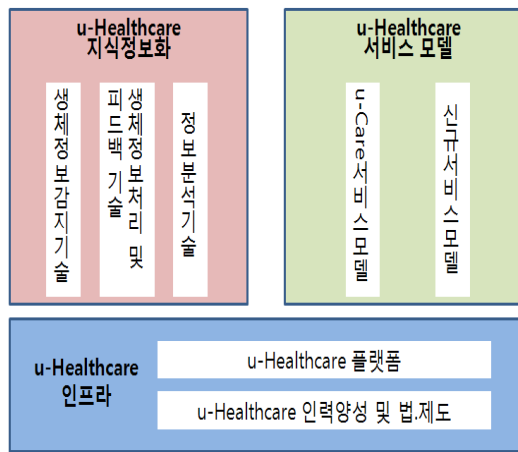 u-Healthcare
지식정보화
생체정보감지기술
생체정보처리 및
피드백 기술
정보분석기술
u-Healthcare
서비스 모델
u-Care서비스모델
신규서비스모델
u-Healthcare
인프라
u-Healthcare 플랫폼
u-Healthcare 인력양성 및 법.제도